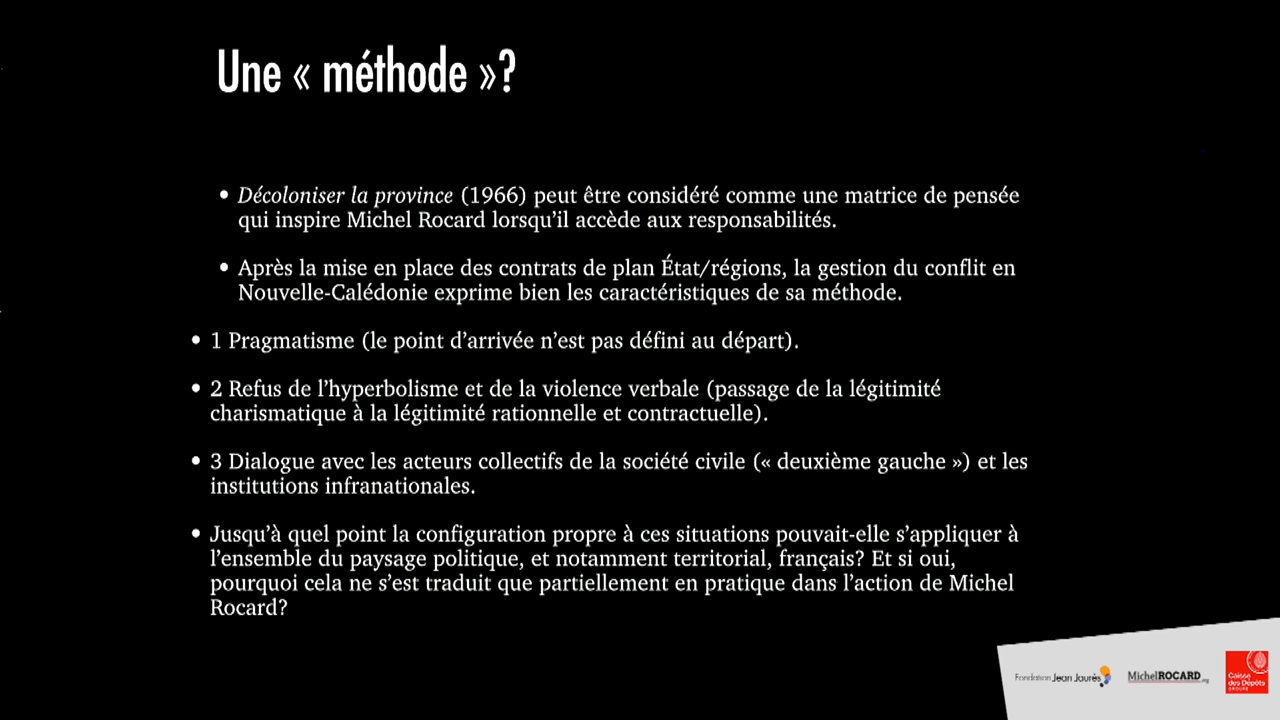 Une « méthode »?
• Décoloniser la province (1966) peut être considéré comme une matrice de pensée
qui inspire Michel Rocard lorsqu’il accède aux responsabilités.
• Après la mise en place des contrats de plan État/régions, la gestion du conflit en
Nouvelle-Calédonie exprime bien les caractéristiques de sa méthode.
• 1 Pragmatisme (le point d’arrivée n’est pas défini au départ).
• 2 Refus de l’hyperbolisme et de la violence verbale (passage de la légitimité
charismatique à la légitimité rationnelle et contractuelle).
• 3 Dialogue avec les acteurs collectifs de la société civile (« deuxième gauche ») et les
institutions infranationales.
• Jusqu’à quel point la configuration propre à ces situations pouvait-elle s’appliquer à
l’ensemble du paysage politique, et notamment territorial, français? Et si oui,
pourquoi cela ne s’est traduit que partiellement en pratique dans l’action de Michel
Rocard?
Fondation Jean Jaurès
MichelROCARD.org
Caisse
des Dépôts
GROUPE